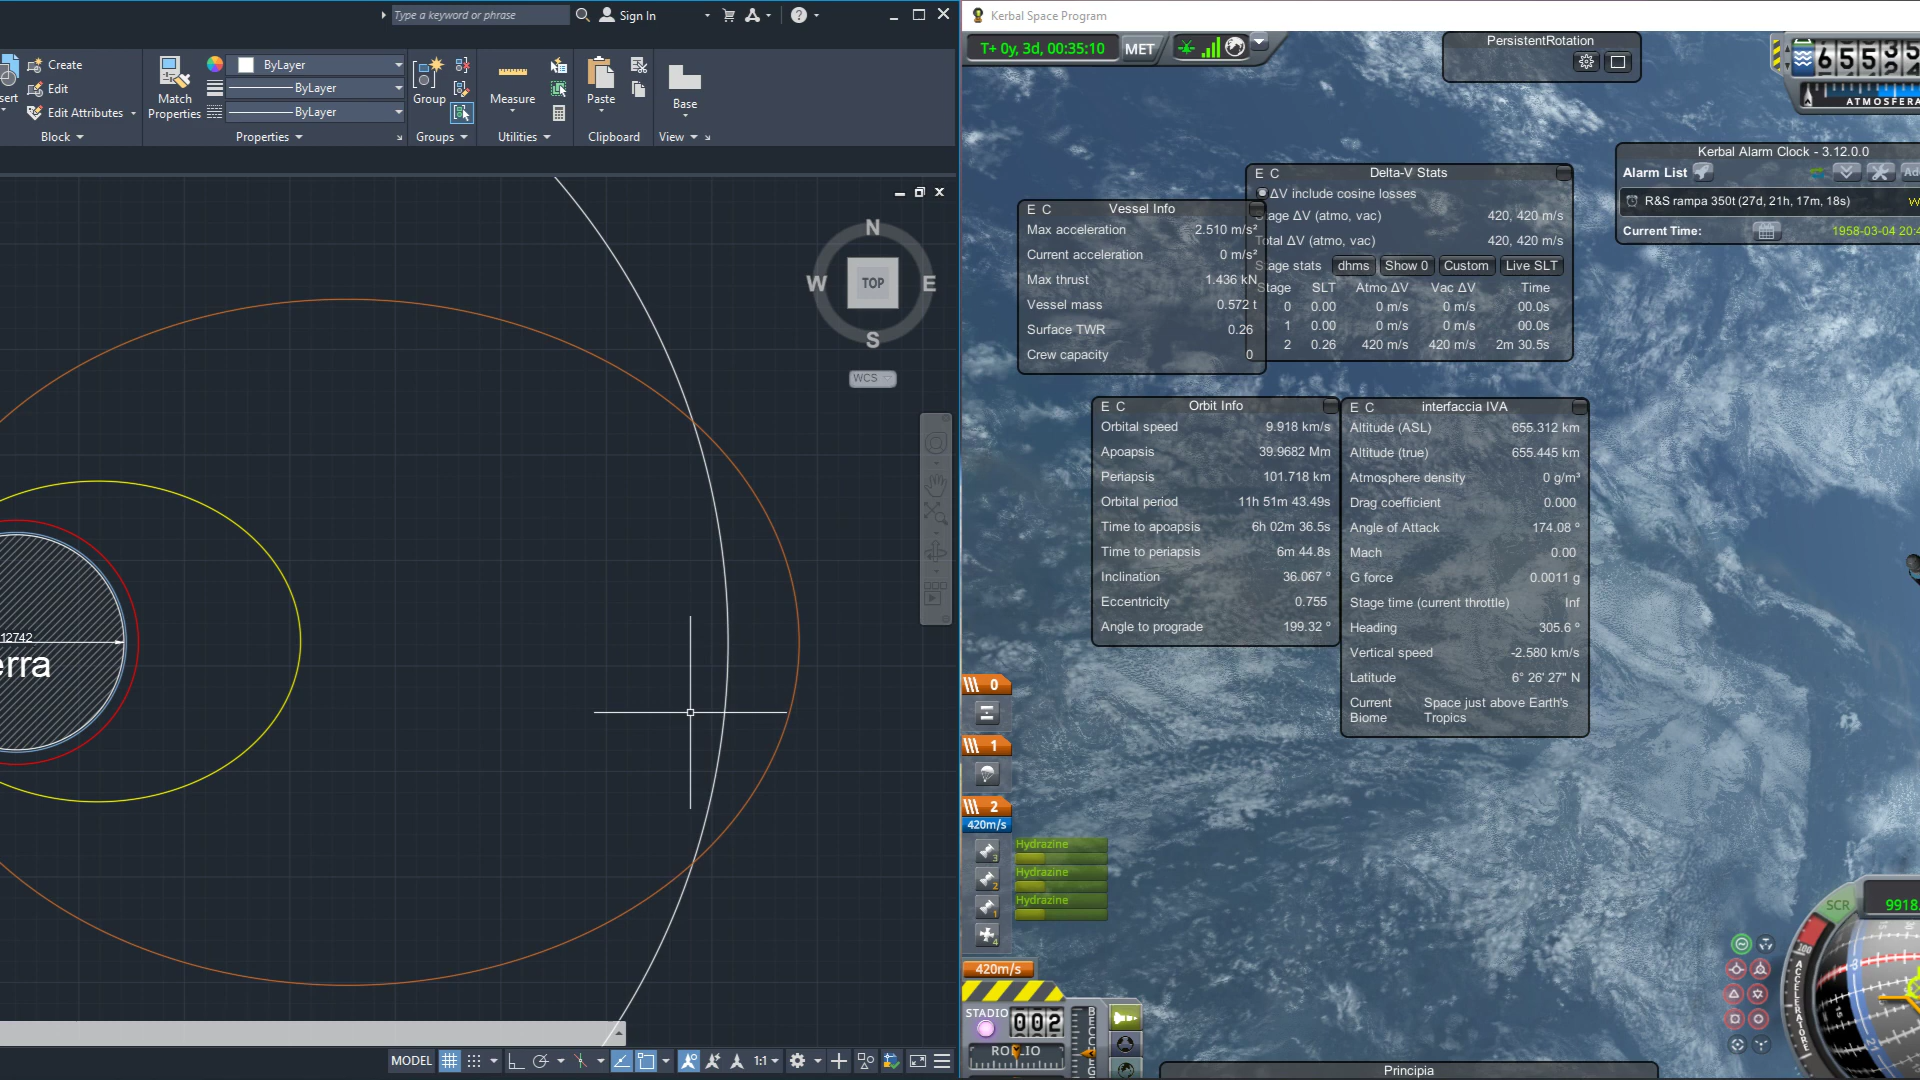 Type a keyword or phrase
Sign In
Create
Edit
Edit Attributes
Block
Match
Properties
ByLayer
ByLayer
ByLayer
Properties
Group
Groups
Measure
Utilities
Paste
Clipboard
Base
View
N
W
TOP
E
S
WCS
12742
erra
MODEL
1:1
Kerbal Space Program
T+ 0y, 3d, 00:35:10
MET
PersistentRotation
ATMOSFERA
Kerbal Alarm Clock - 3.12.0.0
Alarm List
R&S rampa 350t (27d, 21h, 17m, 18s)
Current Time:
1958-03-04 20:4
E C Vessel Info
Max acceleration 2.510 m/s²
Current acceleration 0 m/s²
Max thrust 1.436 kN
Vessel mass 0.572 t
Surface TWR 0.26
Crew capacity 0
E C Delta-V Stats
ΔV include cosine losses
tage ΔV (atmo, vac) 420, 420 m/s
Total ΔV (atmo, vac) 420, 420 m/s
Stage stats dhms Show 0 Custom Live SLT
Stage SLT Atmo ΔV Vac ΔV Time
0 0.00 0 m/s 0 m/s 00.0s
1 0.00 0 m/s 0 m/s 00.0s
2 0.26 420 m/s 420 m/s 2m 30.5s
E C Orbit Info
Orbital speed 9.918 km/s
Apoapsis 39.9682 Mm
Periapsis 101.718 km
Orbital period 11h 51m 43.49s
Time to apoapsis 6h 02m 36.5s
Time to periapsis 6m 44.8s
Inclination 36.067 º
Eccentricity 0.755
Angle to prograde 199.32 º
E C interfaccia IVA
Altitude (ASL) 655.312 km
Altitude (true) 655.445 km
Atmosphere density 0 g/m³
Drag coefficient 0.000
Angle of Attack 174.08 º
Mach 0.00
G force 0.0011 g
Stage time (current throttle) Inf
Heading 305.6 º
Vertical speed -2.580 km/s
Latitude 6° 26' 27" N
Current Biome Space just above Earth's Tropics
0
1
2
420m/s
Hydrazine
Hydrazine
Hydrazine
3
2
1
4
420m/s
STADIO
002
ROLLIO
BECCHEG
SCR
9918.
100
ACCELERATORE
Principia